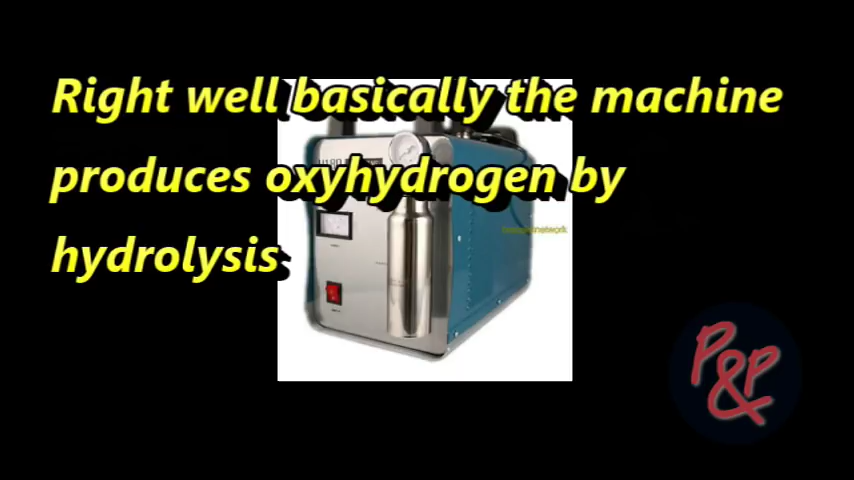 Right well basically the machine
produces oxyhydrogen by
hydrolysis
P&P